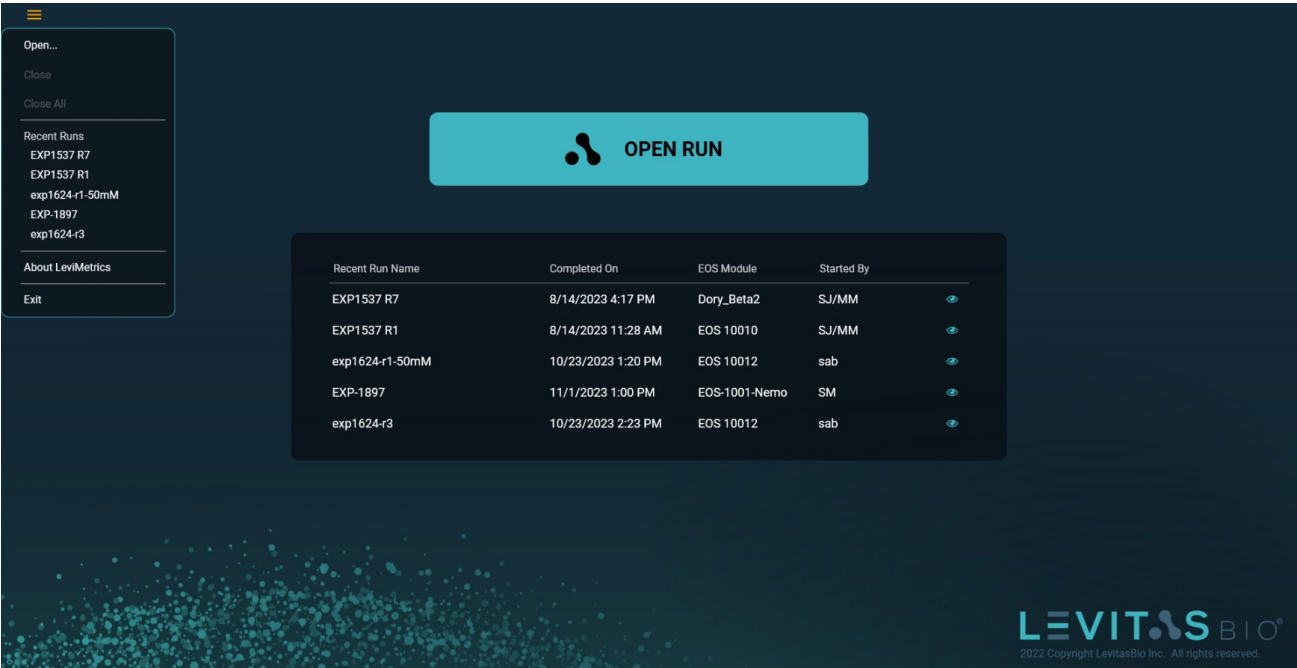 Open...
Close
Close All
Recent Runs
EXP1537 R7
EXP1537 R1
exp1624-r1-50mM
EXP-1897
exp1624-r3
About LeviMetrics
Exit
OPEN RUN
Recent Run Name Completed On EOS Module Started By
EXP1537 R7 8/14/2023 4:17 PM Dory_Beta2 SJ/MM
EXP1537 R1 8/14/2023 11:28 AM EOS 10010 SJ/MM
exp1624-r1-50mM 10/23/2023 1:20 PM EOS 10012 sab
EXP-1897 11/1/2023 1:00 PM EOS-1001-Nemo SM
exp1624-r3 10/23/2023 2:23 PM EOS 10012 sab
LEVITAS BIO®
2022 Copyright LevitasBio Inc. All rights reserved.